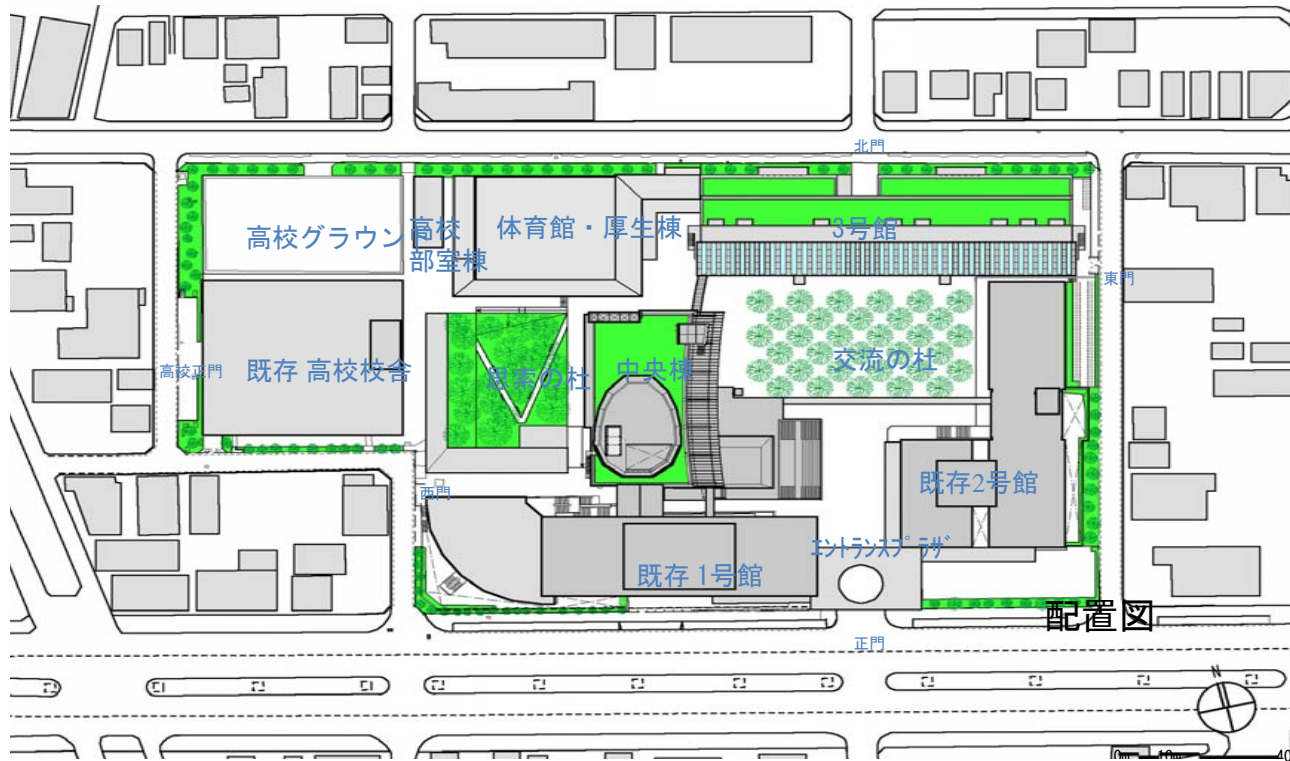 北門
高校グラウン
高校
部室棟
体育館・厚生棟
3号館
東門
高校正門
既存 高校校舎
思索の杜
中央棟
交流の杜
西門
既存2号館
エントランスプラザ
既存 1号館
配置図
正門
N
0m 10m 40